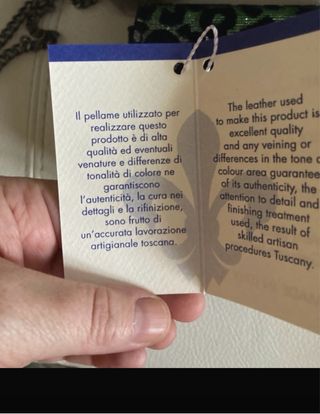 Il pellame utilizzato per
realizzare questo
prodotto è di alta
qualità ed eventuali
venature e differenze di
tonalità di colore ne
garantiscono
l'autenticità, la cura nei
dettagli e la rifinizione,
sono frutto di
un'accurata lavorazione
artigianale toscana.
The leather used
to make this product is
excellent quality
and any veining or
differences in the tone o
colour area guarantee
of its authenticity, the
attention to detail and
finishing treatment
used, the result of
skilled artisan
procedures Tuscany.